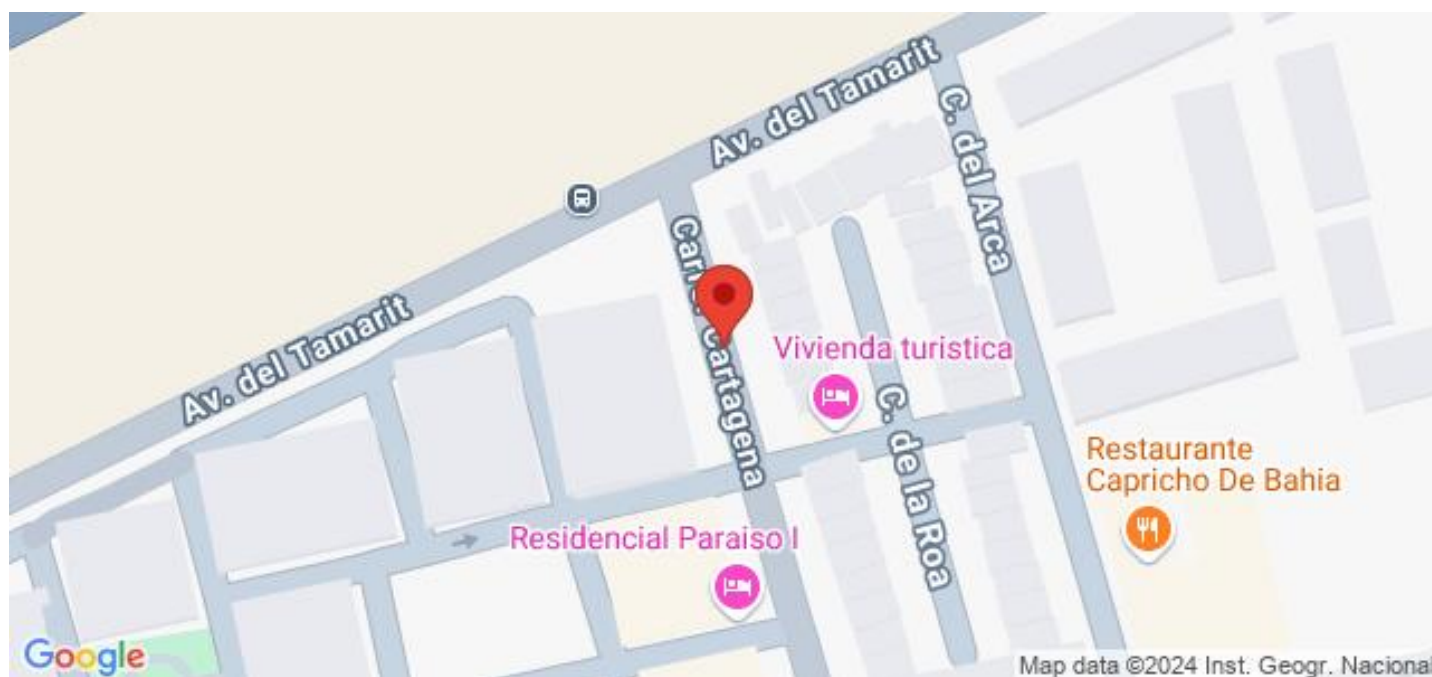 Av. del Tamarit
C. del Arca
Av. del Tamarit
Cartagena
Vivienda turistica
C. de la Roa
Restaurante
Capricho De Bahia
Residencial Paraiso I
Google
Map data ©2024 Inst. Geogr. Nacional